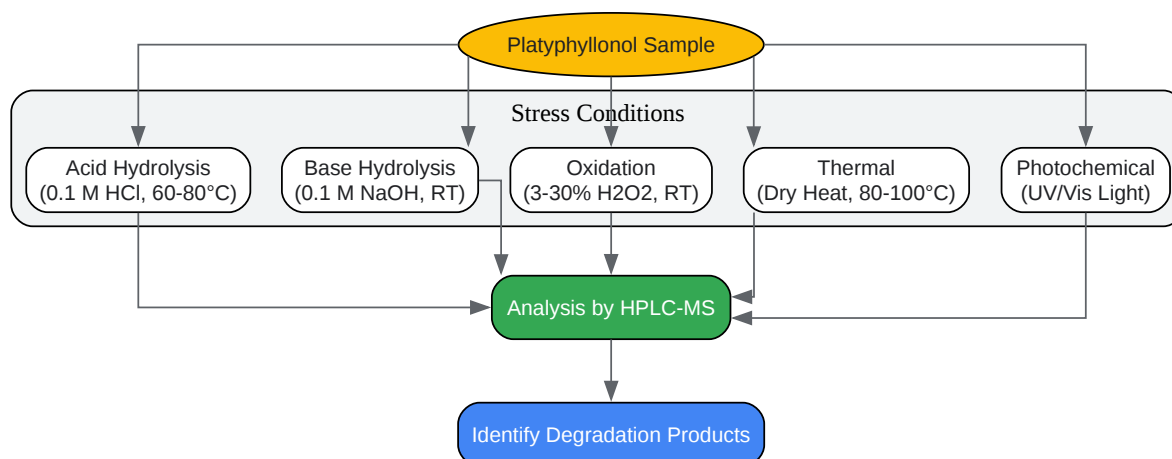 Platyphyllonol Sample
Stress Conditions
Acid Hydrolysis
(0.1 M HCl, 60-80°C)
Base Hydrolysis
(0.1 M NaOH, RT)
Oxidation
(3-30% H2O2, RT)
Thermal
(Dry Heat, 80-100°C)
Photochemical
(UV/Vis Light)
Analysis by HPLC-MS
Identify Degradation Products